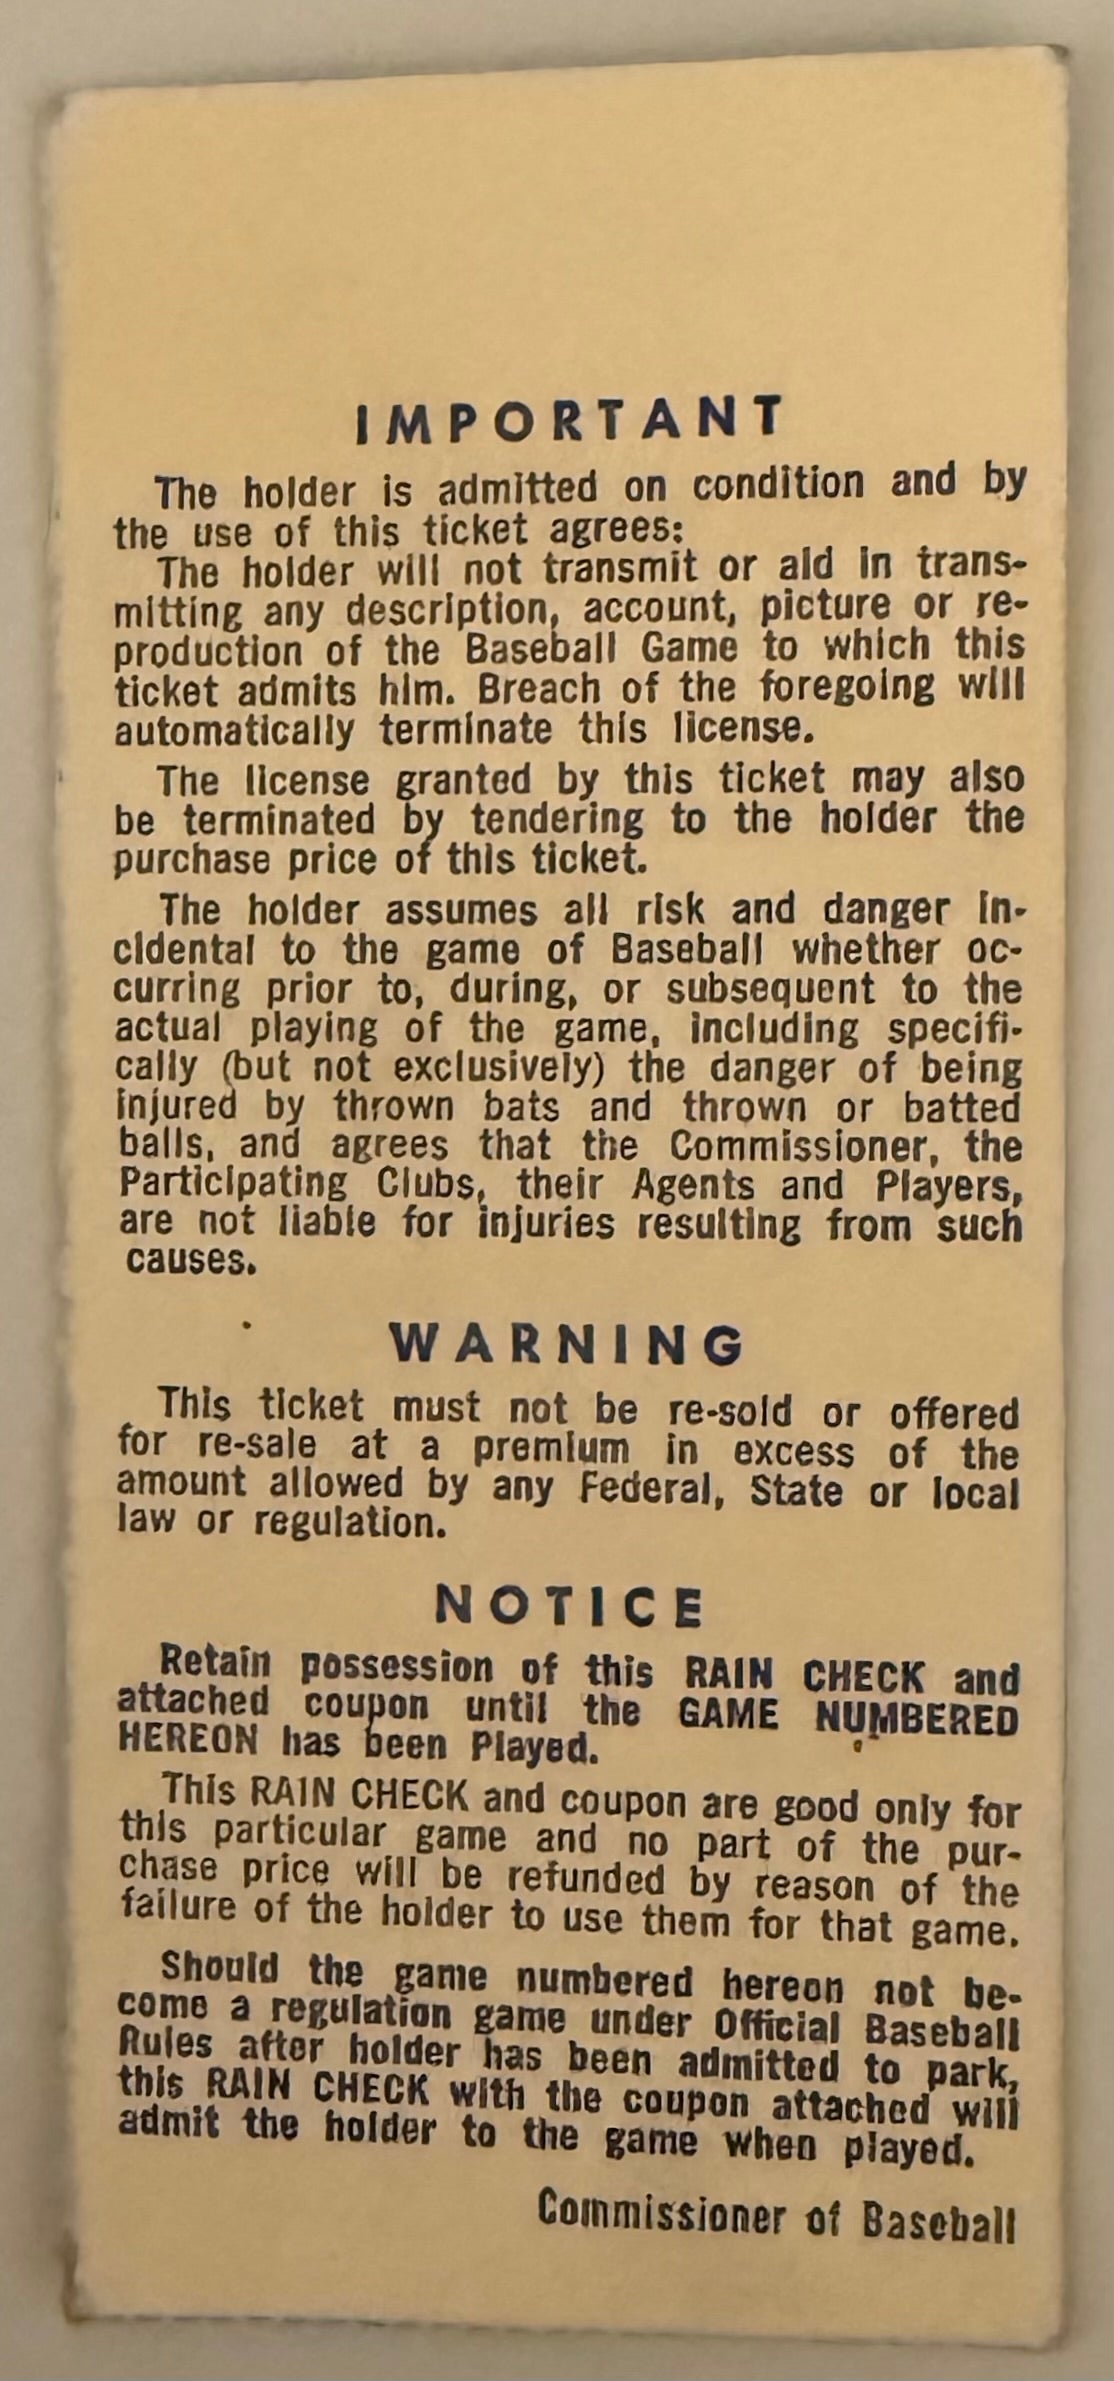 IMPORTANT
The holder is admitted on condition and by
the use of this ticket agrees:
The holder will not transmit or aid in trans-
mitting any description, account, picture or re-
production of the Baseball Game to which this
ticket admits him. Breach of the foregoing will
automatically terminate this license.
The license granted by this ticket may also
be terminated by tendering to the holder the
purchase price of this ticket.
The holder assumes all risk and danger in-
cidental to the game of Baseball whether oc-
curring prior to, during, or subsequent to the
actual playing of the game, including specifi-
cally (but not exclusively) the danger of being
injured by thrown bats and thrown or batted
balls, and agrees that the Commissioner, the
Participating Clubs, their Agents and Players,
are not liable for injuries resulting from such
causes.
WARNING
This ticket must not be re-sold or offered
for re-sale at a premium in excess of the
amount allowed by any Federal, State or local
law or regulation.
NOTICE
Retain possession of this RAIN CHECK and
attached coupon until the GAME NUMBERED
HEREON has been Played.
This RAIN CHECK and coupon are good only for
this particular game and no part of the pur-
chase price will be refunded by reason of the
failure of the holder to use them for that game.
Should the game numbered hereon not be-
come a regulation game under Official Baseball
Rules after holder has been admitted to park,
this RAIN CHECK with the coupon attached will
admit the holder to the game when played.
Commissioner of Baseball